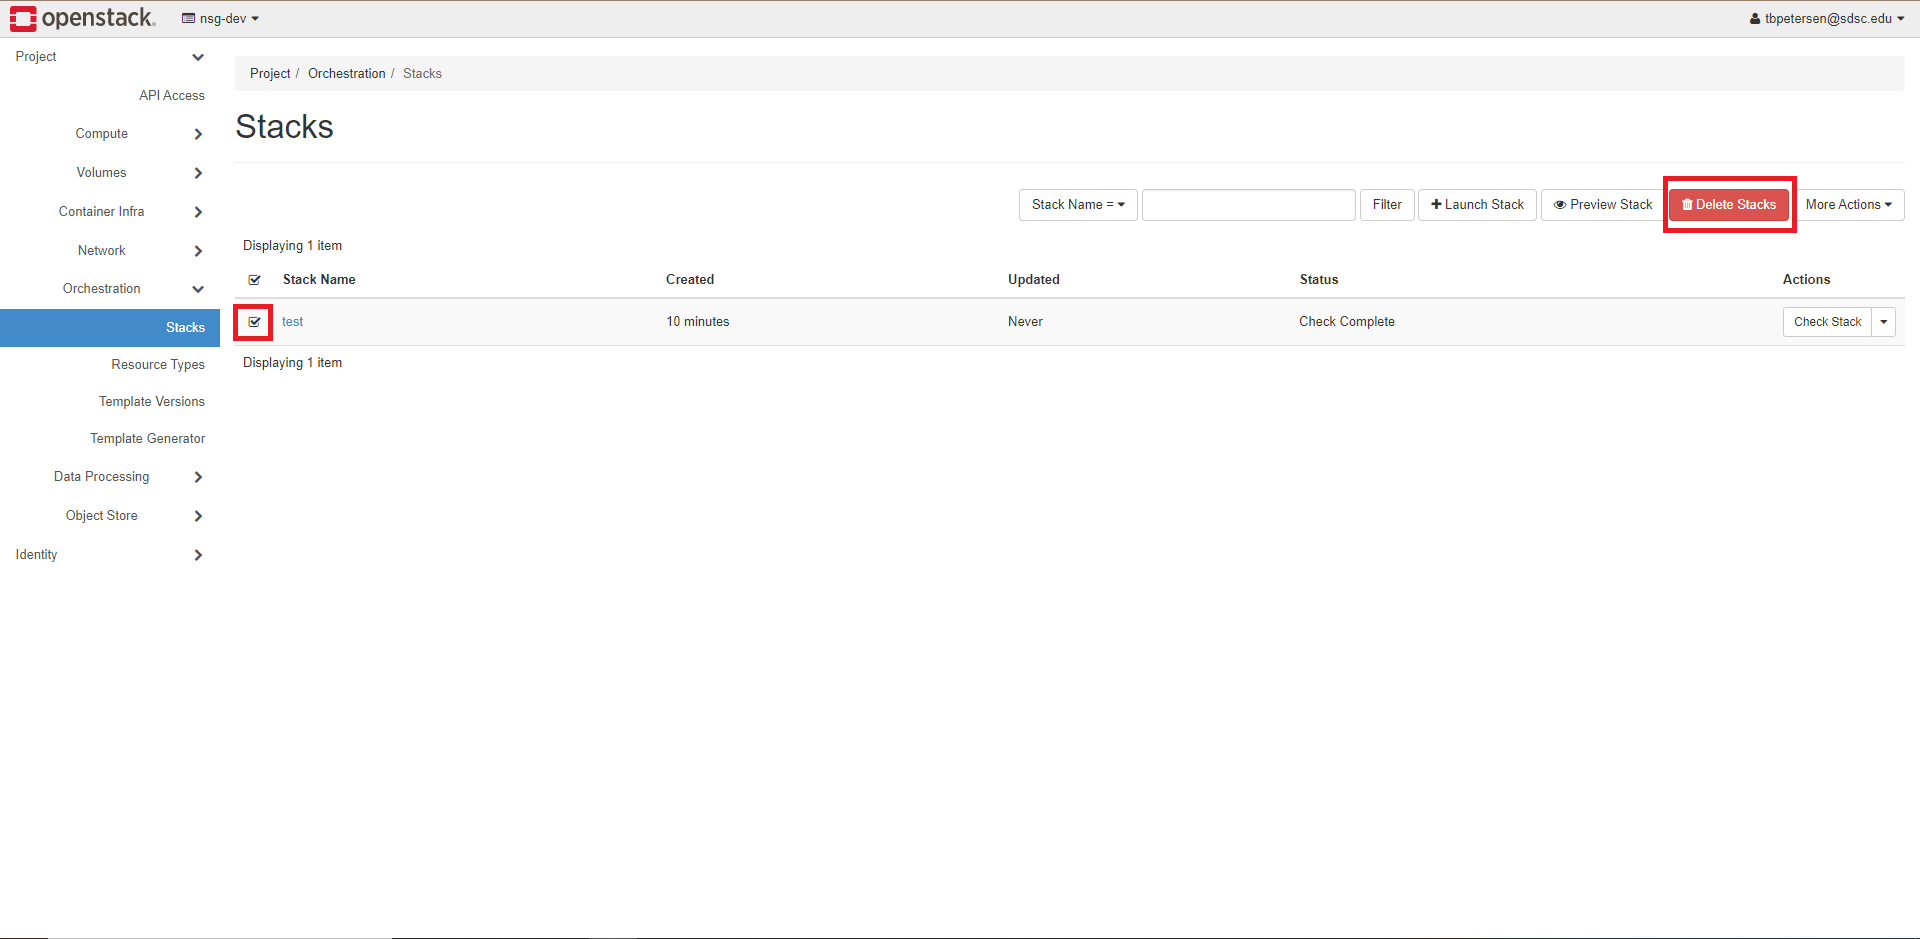 openstack. nsg-dev tbpetersen@sdsc.edu
Project
API Access
Compute
Volumes
Container Infra
Network
Orchestration
Stacks
Resource Types
Template Versions
Template Generator
Data Processing
Object Store
Identity
Project / Orchestration / Stacks
Stacks
Stack Name = Filter Launch Stack Preview Stack Delete Stacks More Actions
Displaying 1 item
Stack Name Created Updated Status Actions
test 10 minutes Never Check Complete Check Stack
Displaying 1 item